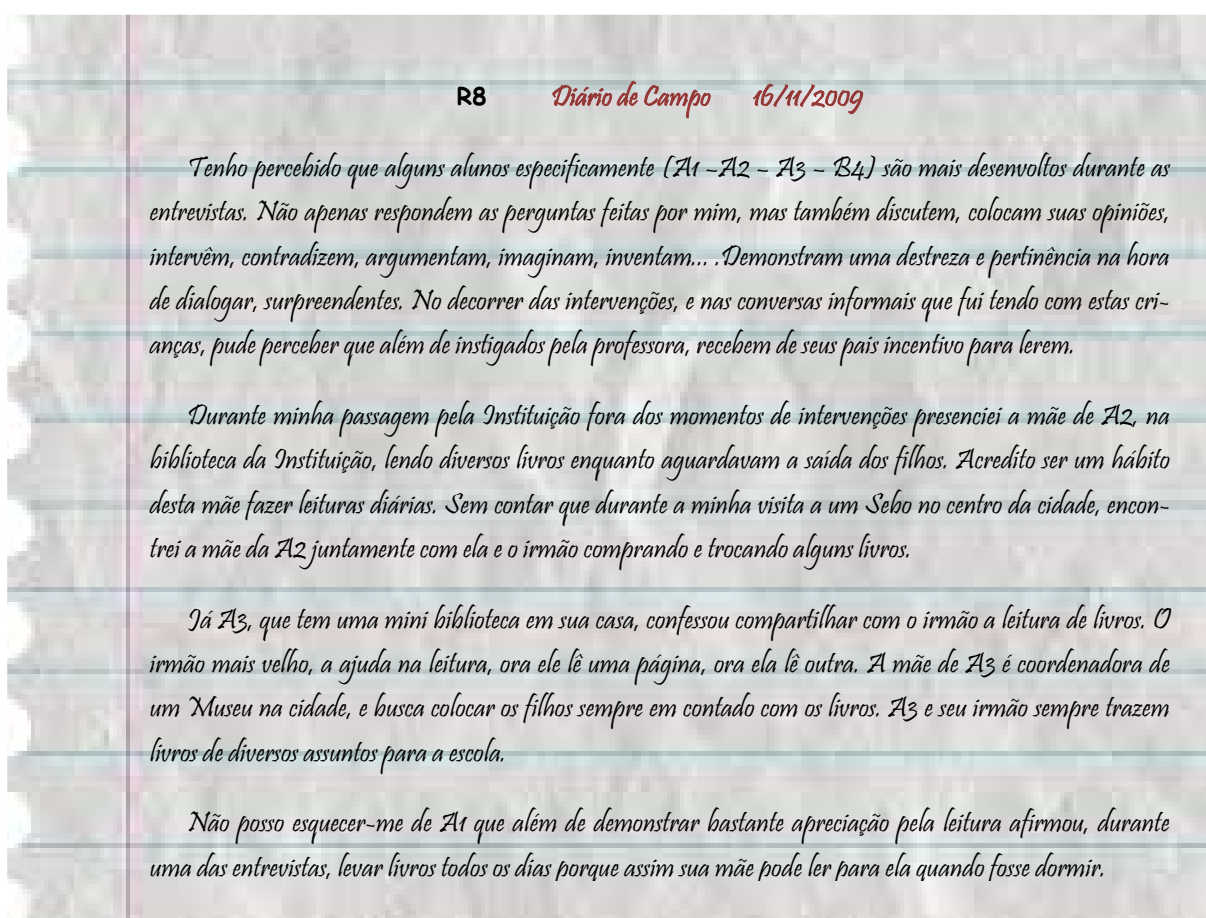 R8 Diário de Campo 16/11/2009
Tenho percebido que alguns alunos especificamente (A1 –A2 – A3 – B4) são mais desenvoltos durante as
entrevistas. Não apenas respondem as perguntas feitas por mim, mas também discutem, colocam suas opiniões,
intervêm, contradizem, argumentam, imaginam, inventam... .Demonstram uma destreza e pertinência na hora
de dialogar, surpreendentes. No decorrer das intervenções, e nas conversas informais que fui tendo com estas cri-
anças, pude perceber que além de instigados pela professora, recebem de seus pais incentivo para lerem.
Durante minha passagem pela Instituição fora dos momentos de intervenções presenciei a mãe de A2, na
biblioteca da Instituição, lendo diversos livros enquanto aguardavam a saída dos filhos. Acredito ser um hábito
desta mãe fazer leituras diárias. Sem contar que durante a minha visita a um Sebo no centro da cidade, encon-
trei a mãe da A2 juntamente com ela e o irmão comprando e trocando alguns livros.
Já A3, que tem uma mini biblioteca em sua casa, confessou compartilhar com o irmão a leitura de livros. O
irmão mais velho, a ajuda na leitura, ora ele lê uma página, ora ela lê outra. A mãe de A3 é coordenadora de
um Museu na cidade, e busca colocar os filhos sempre em contado com os livros. A3 e seu irmão sempre trazem
livros de diversos assuntos para a escola.
Não posso esquecer-me de A1 que além de demonstrar bastante apreciação pela leitura afirmou, durante
uma das entrevistas, levar livros todos os dias porque assim sua mãe pode ler para ela quando fosse dormir.